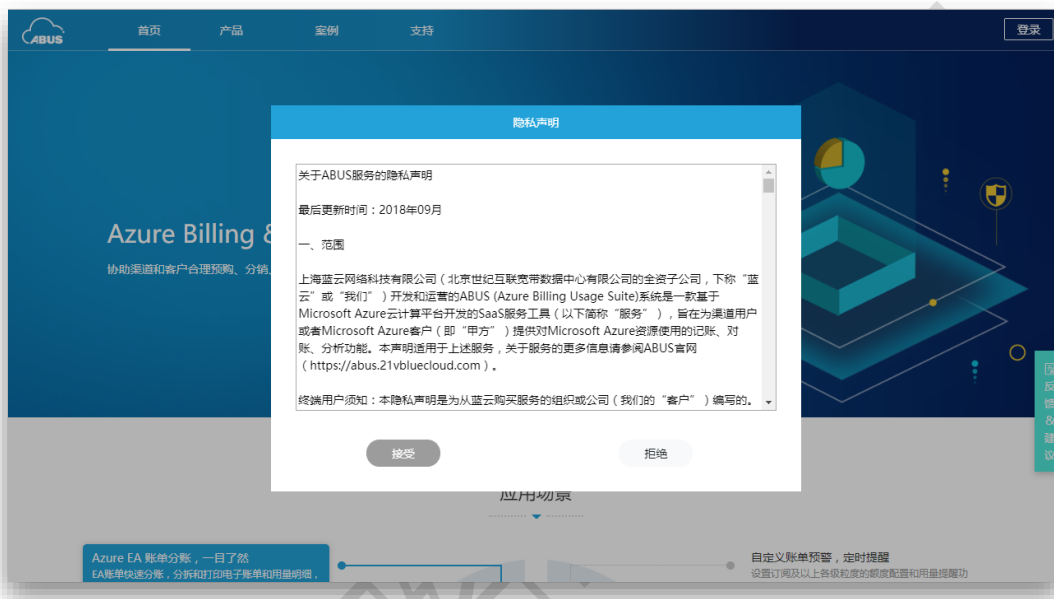 ABUS
首页 产品 案例 支持 登录
隐私声明
关于ABUS服务的隐私声明
最后更新时间：2018年09月
一、范围
上海蓝云网络科技有限公司（北京世纪互联宽带数据中心有限公司的全资子公司，下称“蓝
云”或“我们”）开发和运营的ABUS (Azure Billing Usage Suite)系统是一款基于
Microsoft Azure云计算平台开发的SaaS服务工具（以下简称“服务”），旨在为渠道用户
或者Microsoft Azure客户（即“甲方”）提供对Microsoft Azure资源使用的记账、对
账、分析功能。本声明适用于上述服务，关于服务的更多信息请参阅ABUS官网
（https://abus.21vbluecloud.com）。
终端用户须知：本隐私声明是为从蓝云购买服务的组织或公司（我们的“客户”）编写的。
接受 拒绝
Azure Billing &
协助渠道和客户合理预购、分销、
反
馈
&
建
议
应用场景
Azure EA 账单分账，一目了然
EA账单快速分账，分拆和打印电子账单和用量明细，
自定义账单预警，定时提醒
设置订阅及以上各级粒度的额度配置和用量提醒功